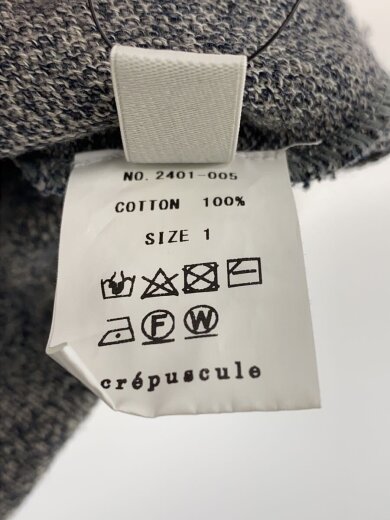 NO. 2401-005
COTTON 100%
SIZE 1
F W
crépuscule